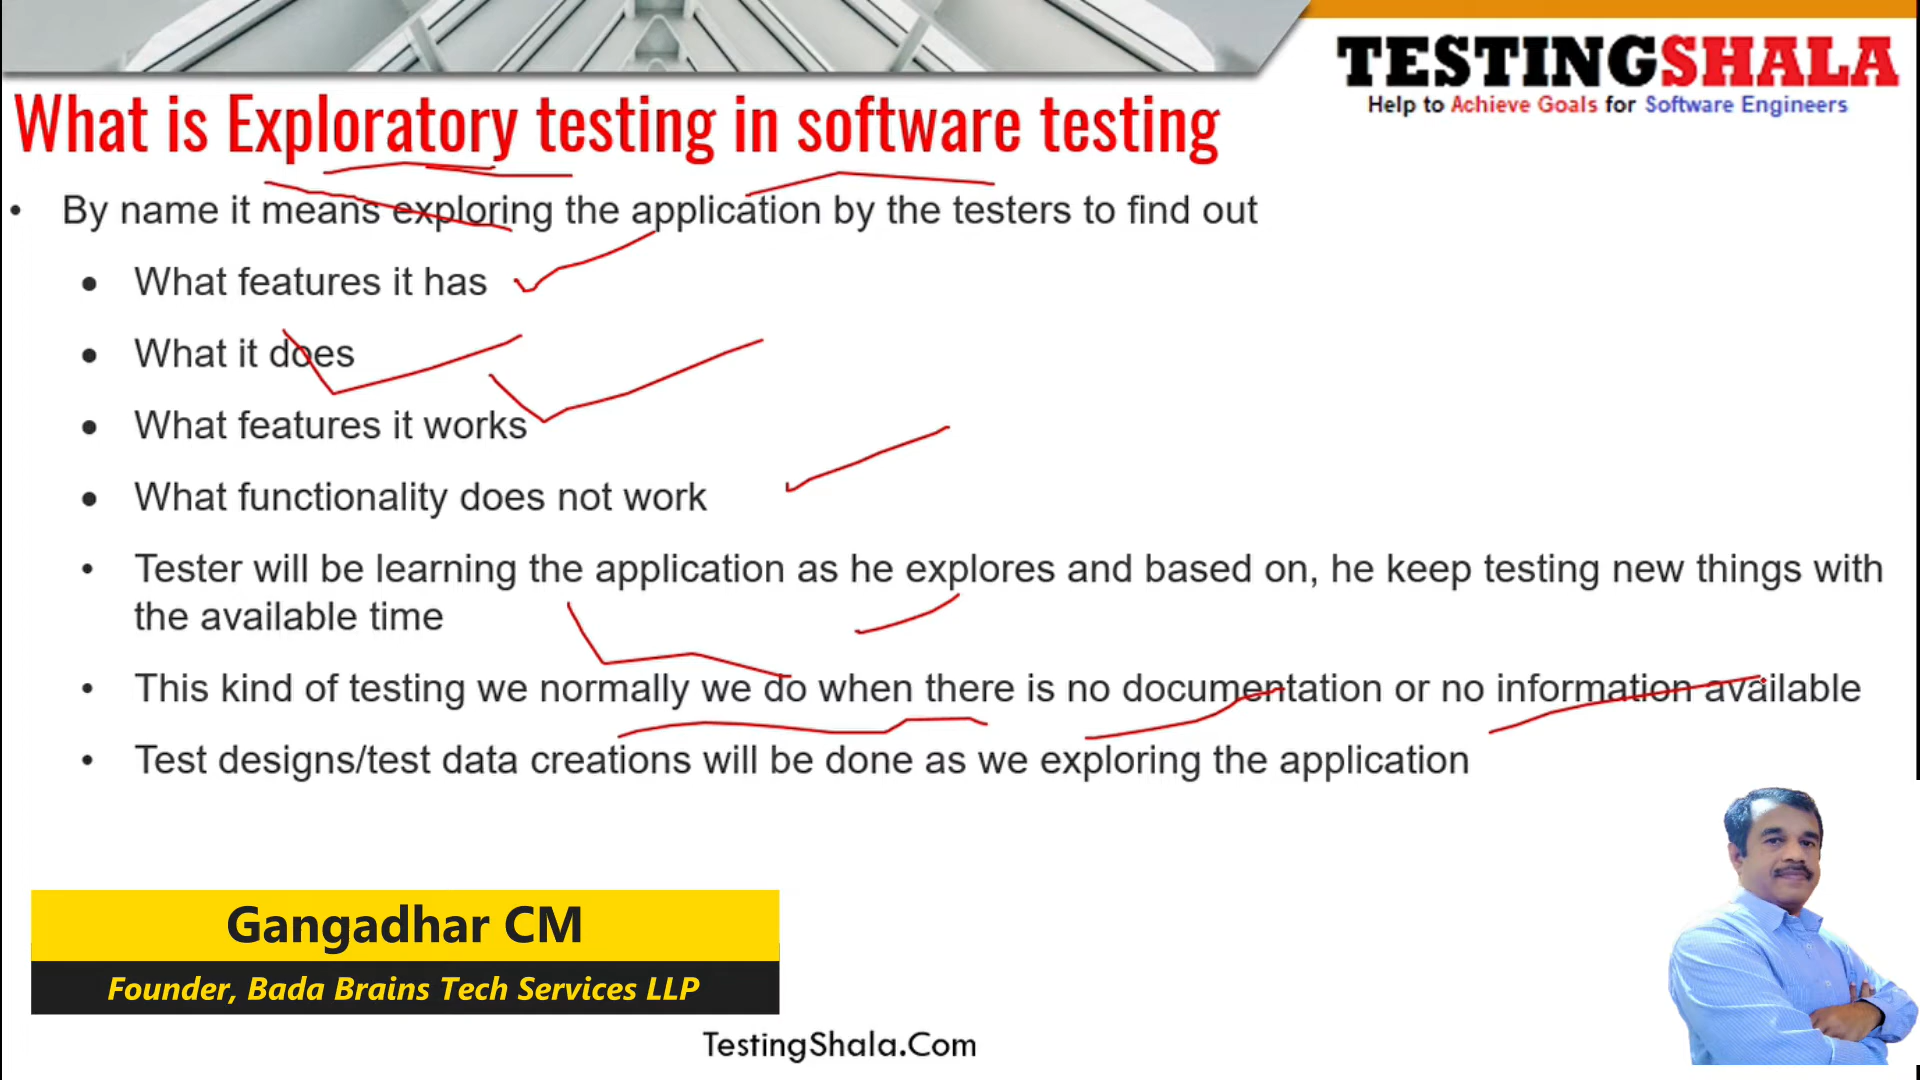 TESTINGSHALA
Help to Achieve Goals for Software Engineers
What is Exploratory testing in software testing
• By name it means exploring the application by the testers to find out
• What features it has
• What it does
• What features it works
• What functionality does not work
• Tester will be learning the application as he explores and based on, he keep testing new things with
the available time
• This kind of testing we normally we do when there is no documentation or no information available
• Test designs/test data creations will be done as we exploring the application
Gangadhar CM
Founder, Bada Brains Tech Services LLP
TestingShala.Com